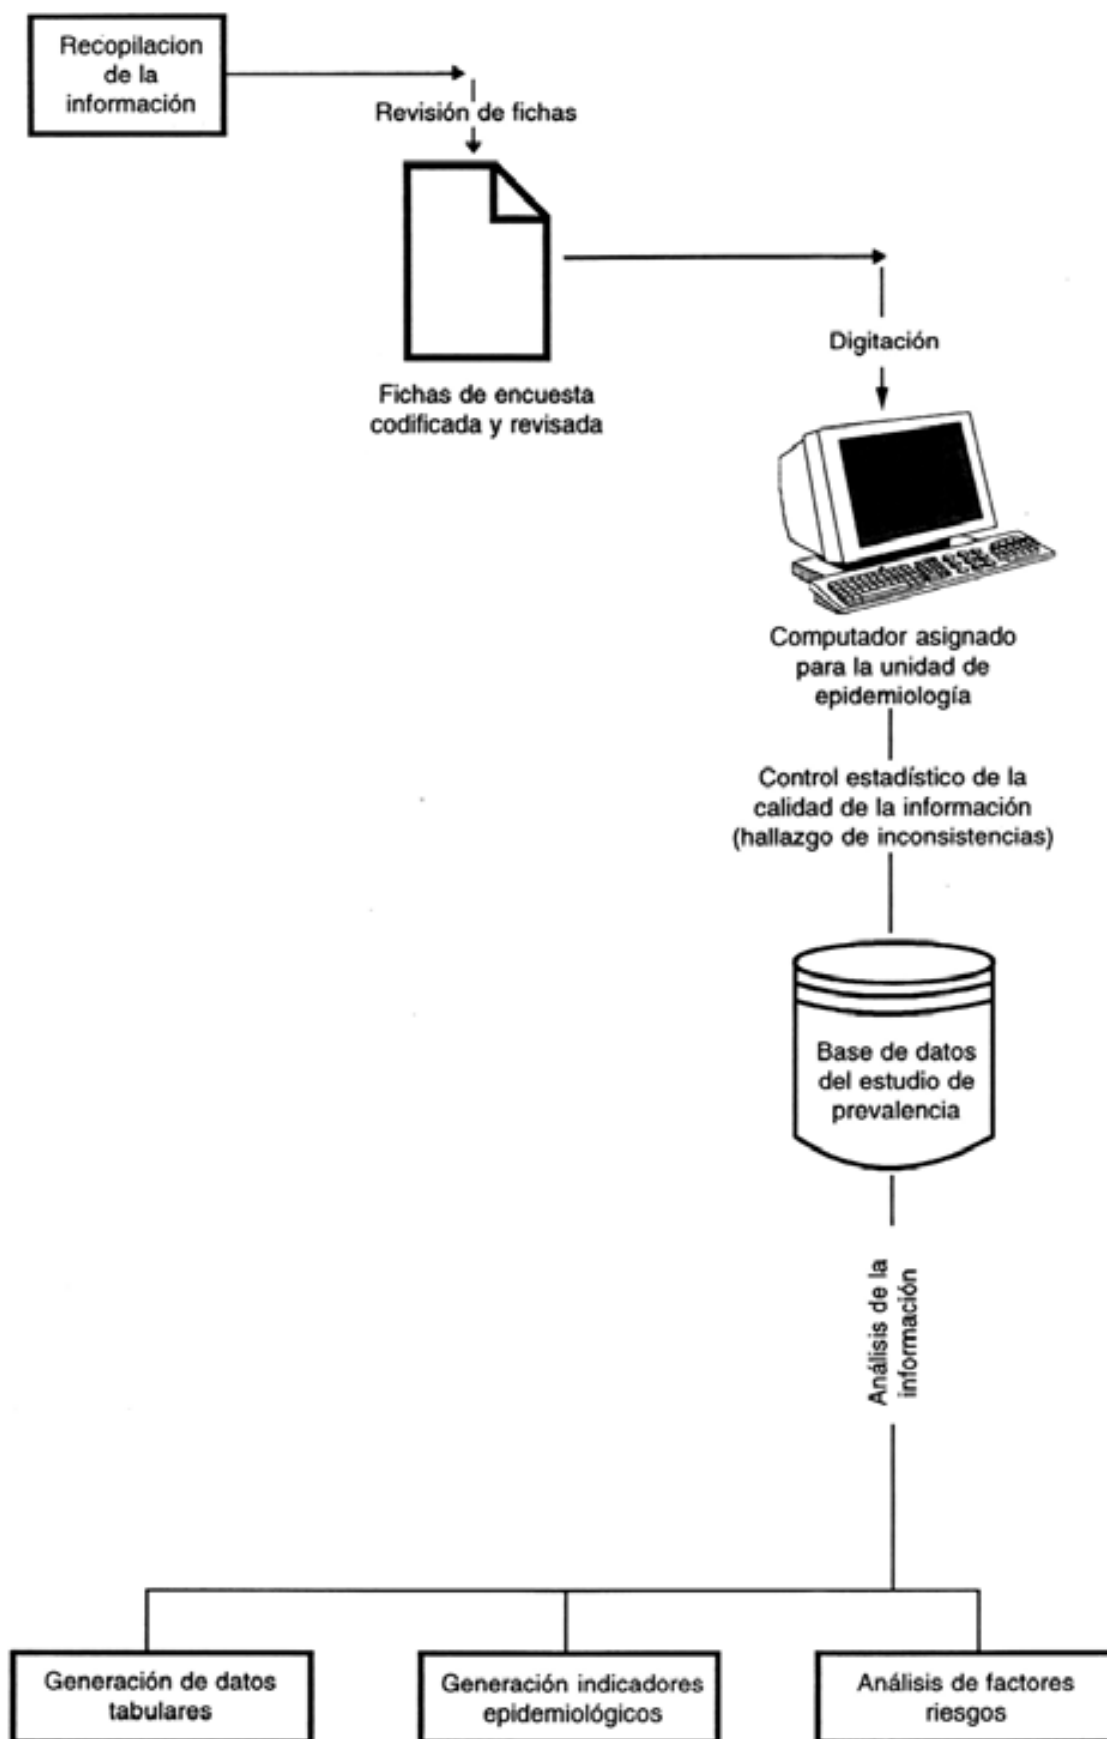 Recopilacion
de la
información
Revisión de fichas
Fichas de encuesta
codificada y revisada
Digitación
Computador asignado
para la unidad de
epidemiología
Control estadístico de la
calidad de la información
(hallazgo de inconsistencias)
Base de datos
del estudio de
prevalencia
Análisis de la
información
Generación de datos
tabulares
Generación indicadores
epidemiológicos
Análisis de factores
riesgos